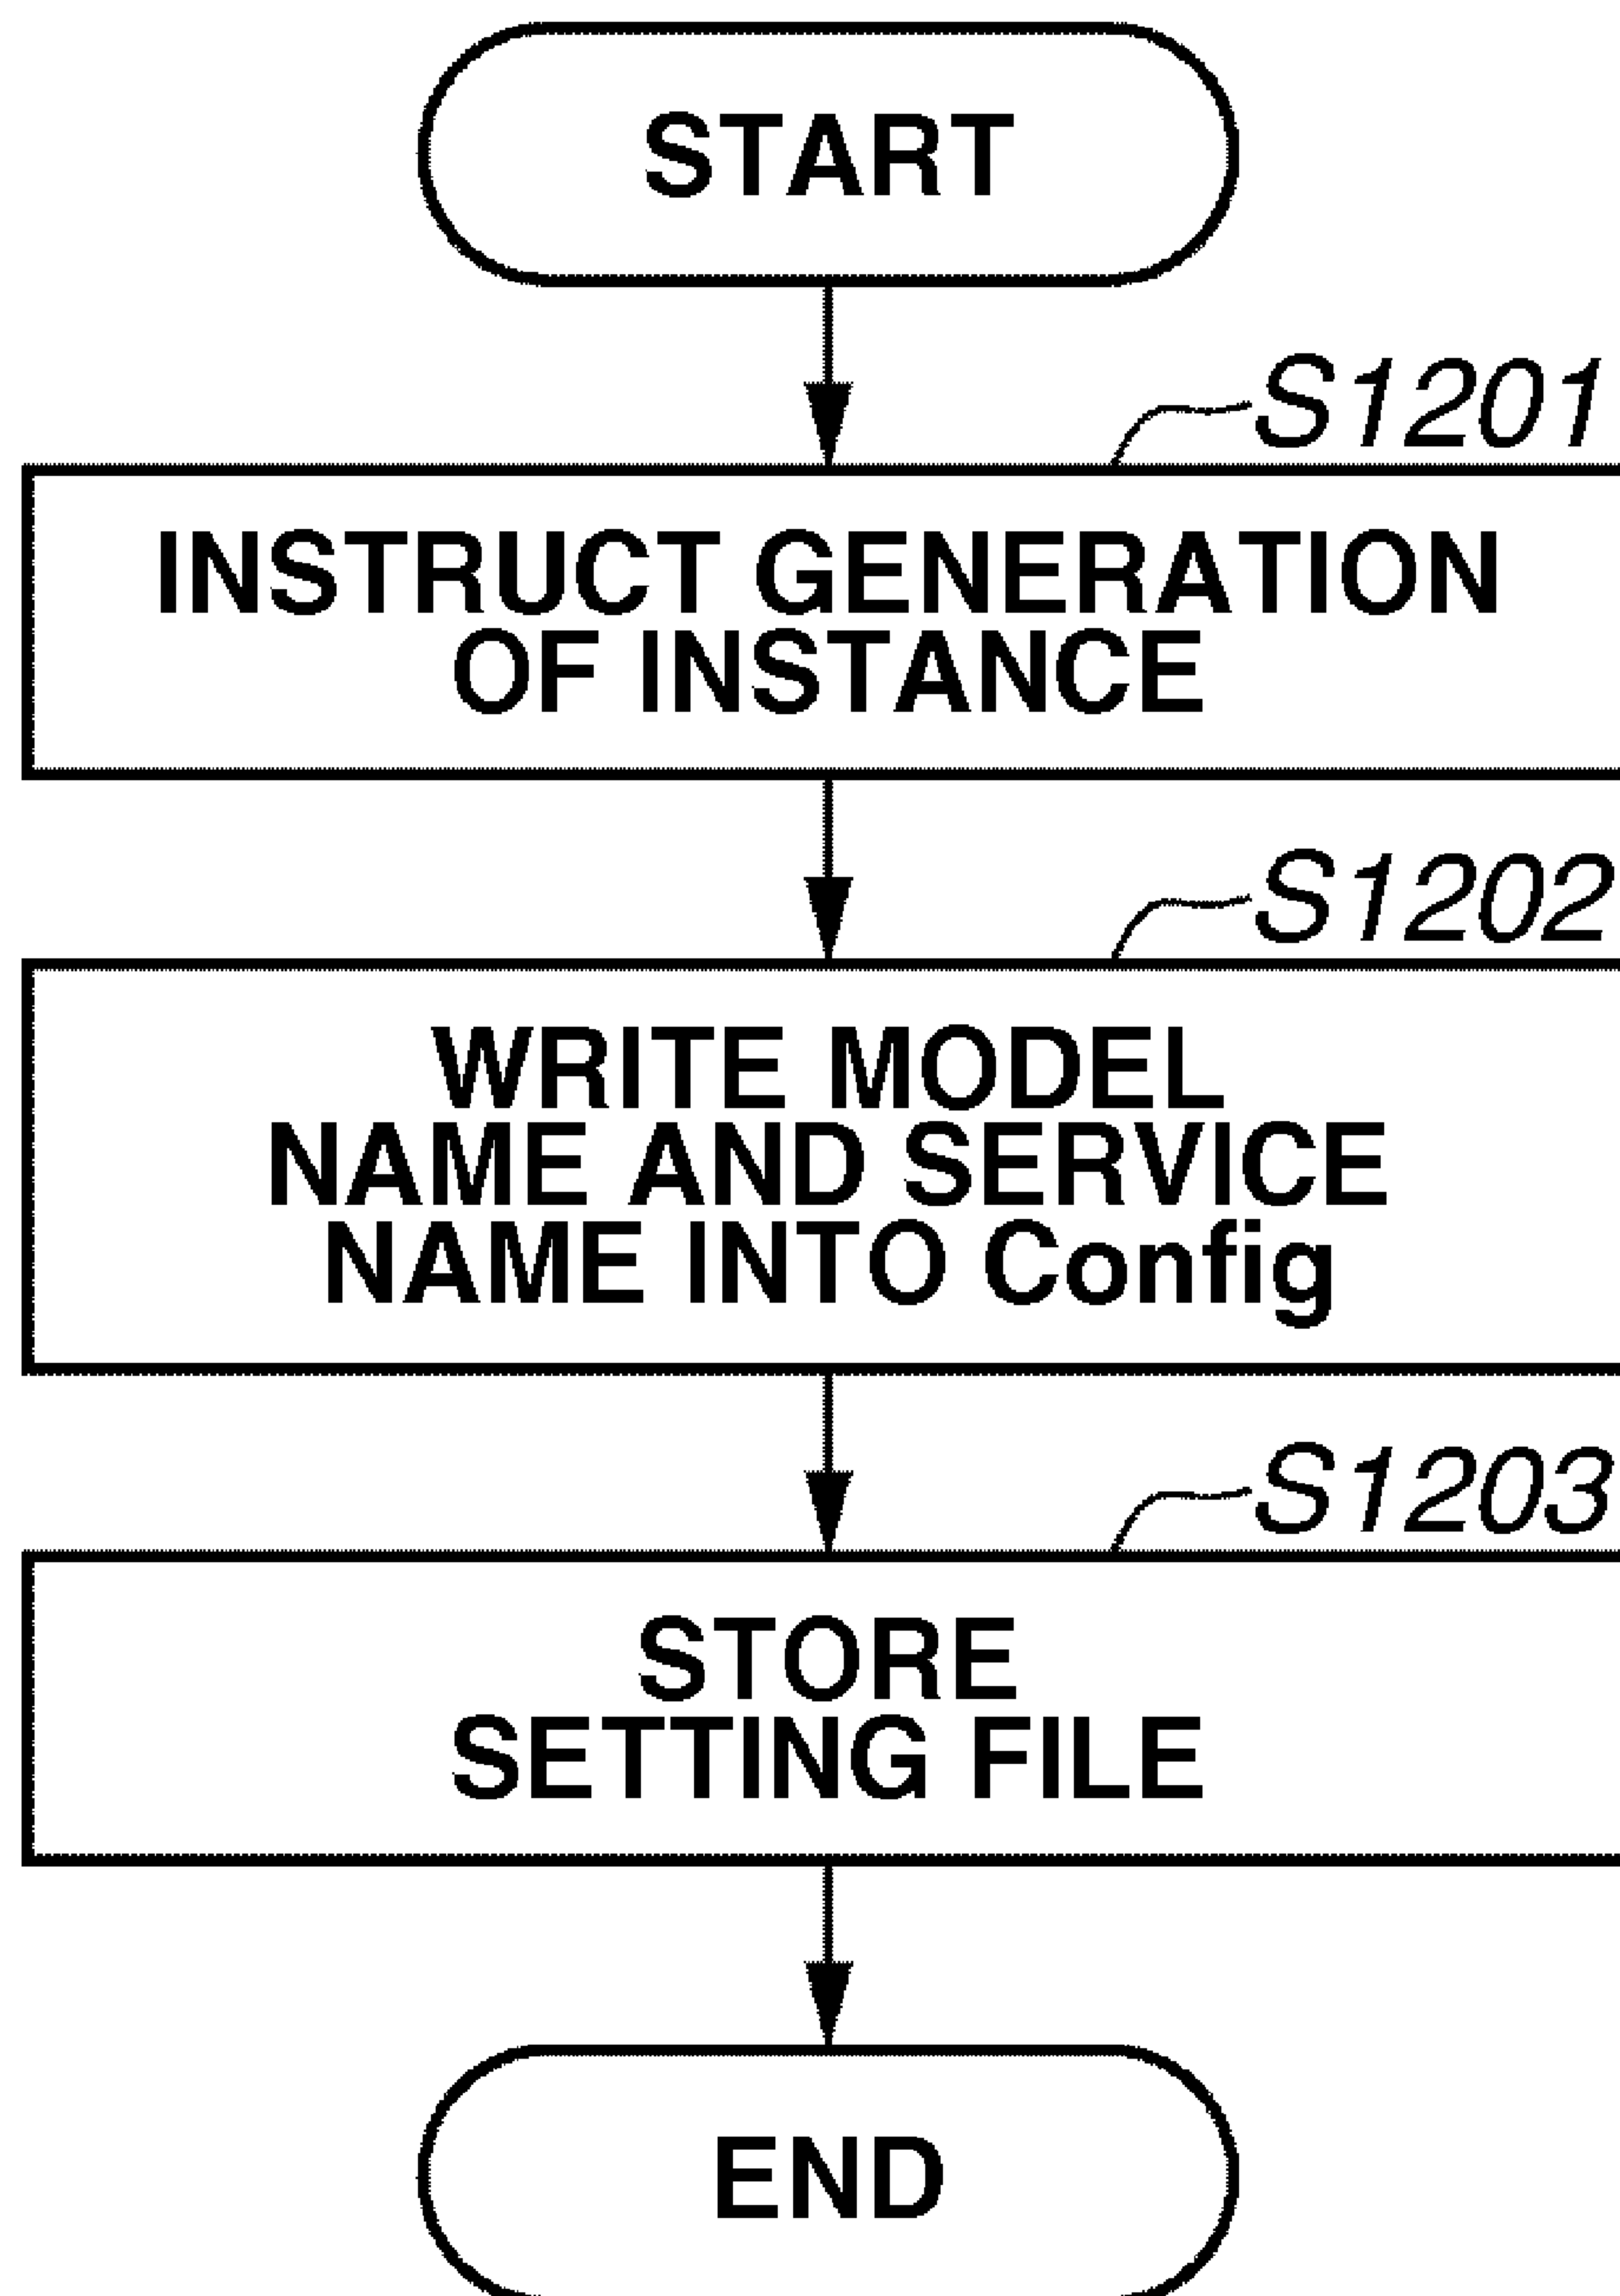 START
S1201
INSTRUCT GENERATION
OF INSTANCE
S1202
WRITE MODEL
NAME AND SERVICE
NAME INTO Config
S1203
STORE
SETTING FILE
END